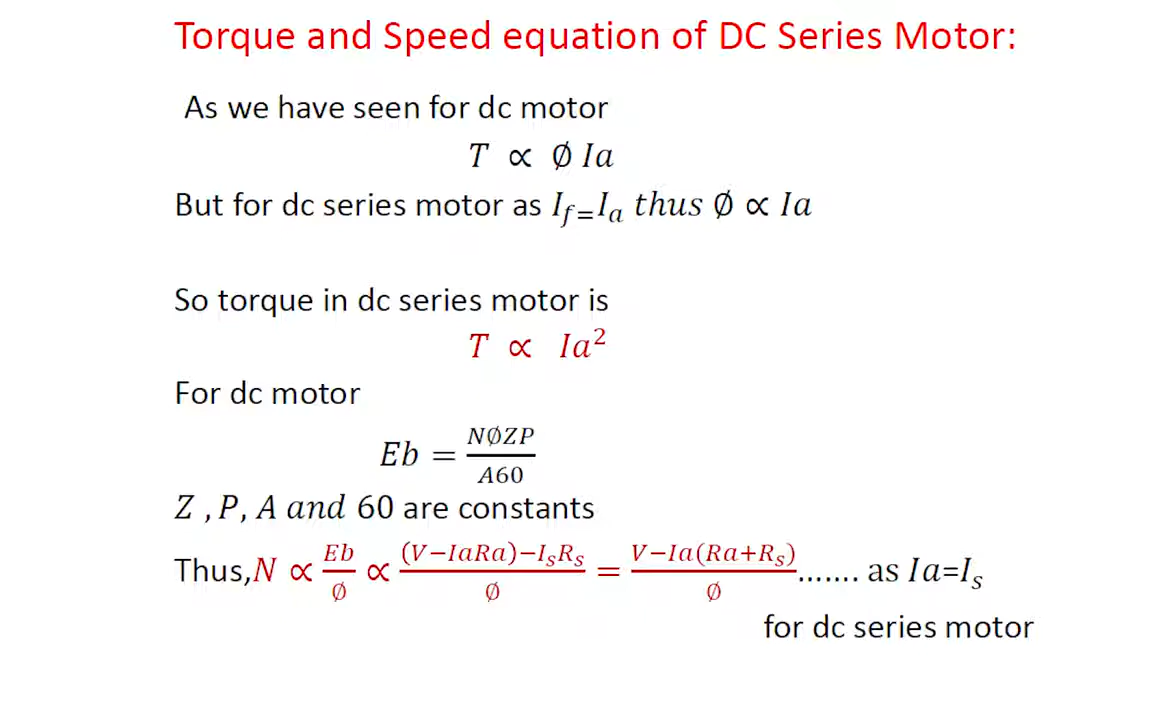 Torque and Speed equation of DC Series Motor:
As we have seen for dc motor
T ∝ ∅ Ia
But for dc series motor as I_f=I_a thus ∅ ∝ Ia
So torque in dc series motor is
T ∝ Ia²
For dc motor
Eb = NØZP / A60
Z , P, A and 60 are constants
Thus, N ∝ Eb/∅ ∝ (V−IaRa)−I_sR_s/∅ = V−Ia(Ra+R_s)/∅ ....... as Ia=I_s
for dc series motor